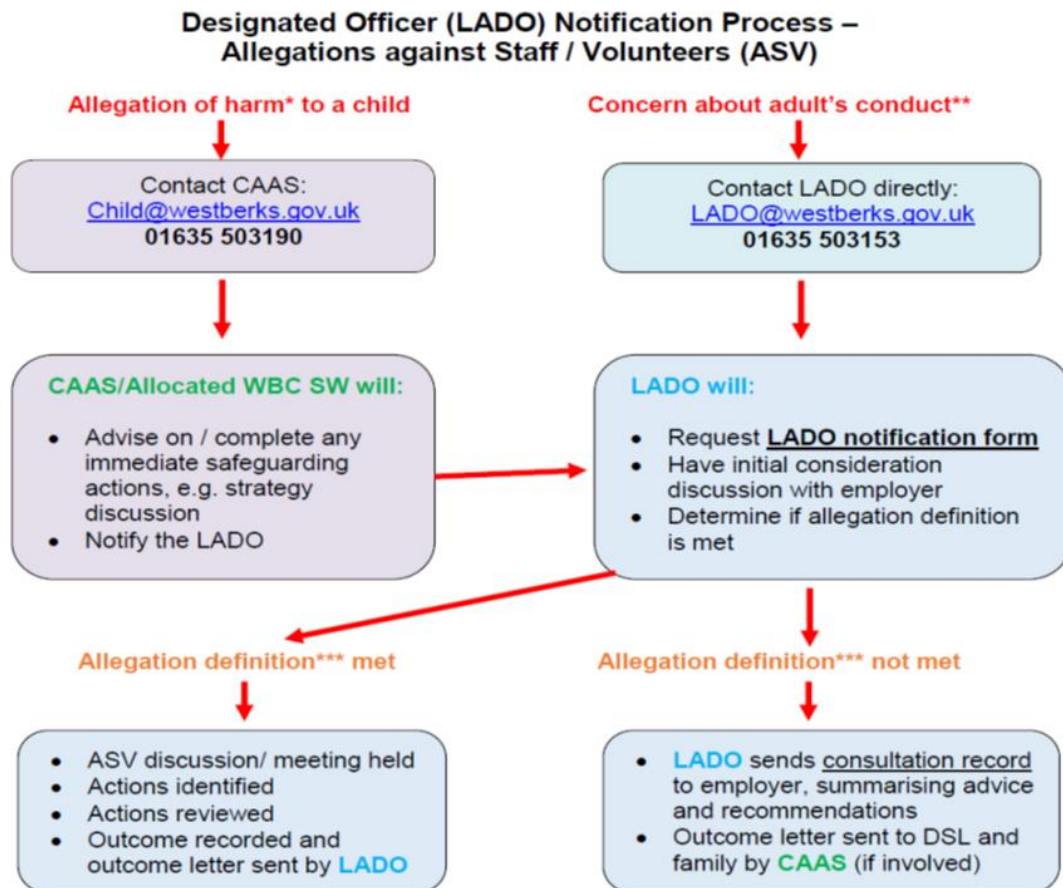 Designated Officer (LADO) Notification Process –
Allegations against Staff / Volunteers (ASV)
Allegation of harm* to a child
Contact CAAS:
Child@westberks.gov.uk
01635 503190
Concern about adult's conduct**
Contact LADO directly:
LADO@westberks.gov.uk
01635 503153
CAAS/Allocated WBC SW will:
• Advise on / complete any
immediate safeguarding
actions, e.g. strategy
discussion
• Notify the LADO
LADO will:
• Request LADO notification form
• Have initial consideration
discussion with employer
• Determine if allegation definition
is met
Allegation definition*** met
• ASV discussion/ meeting held
• Actions identified
• Actions reviewed
• Outcome recorded and
outcome letter sent by LADO
Allegation definition*** not met
• LADO sends consultation record
to employer, summarising advice
and recommendations
• Outcome letter sent to DSL and
family by CAAS (if involved)